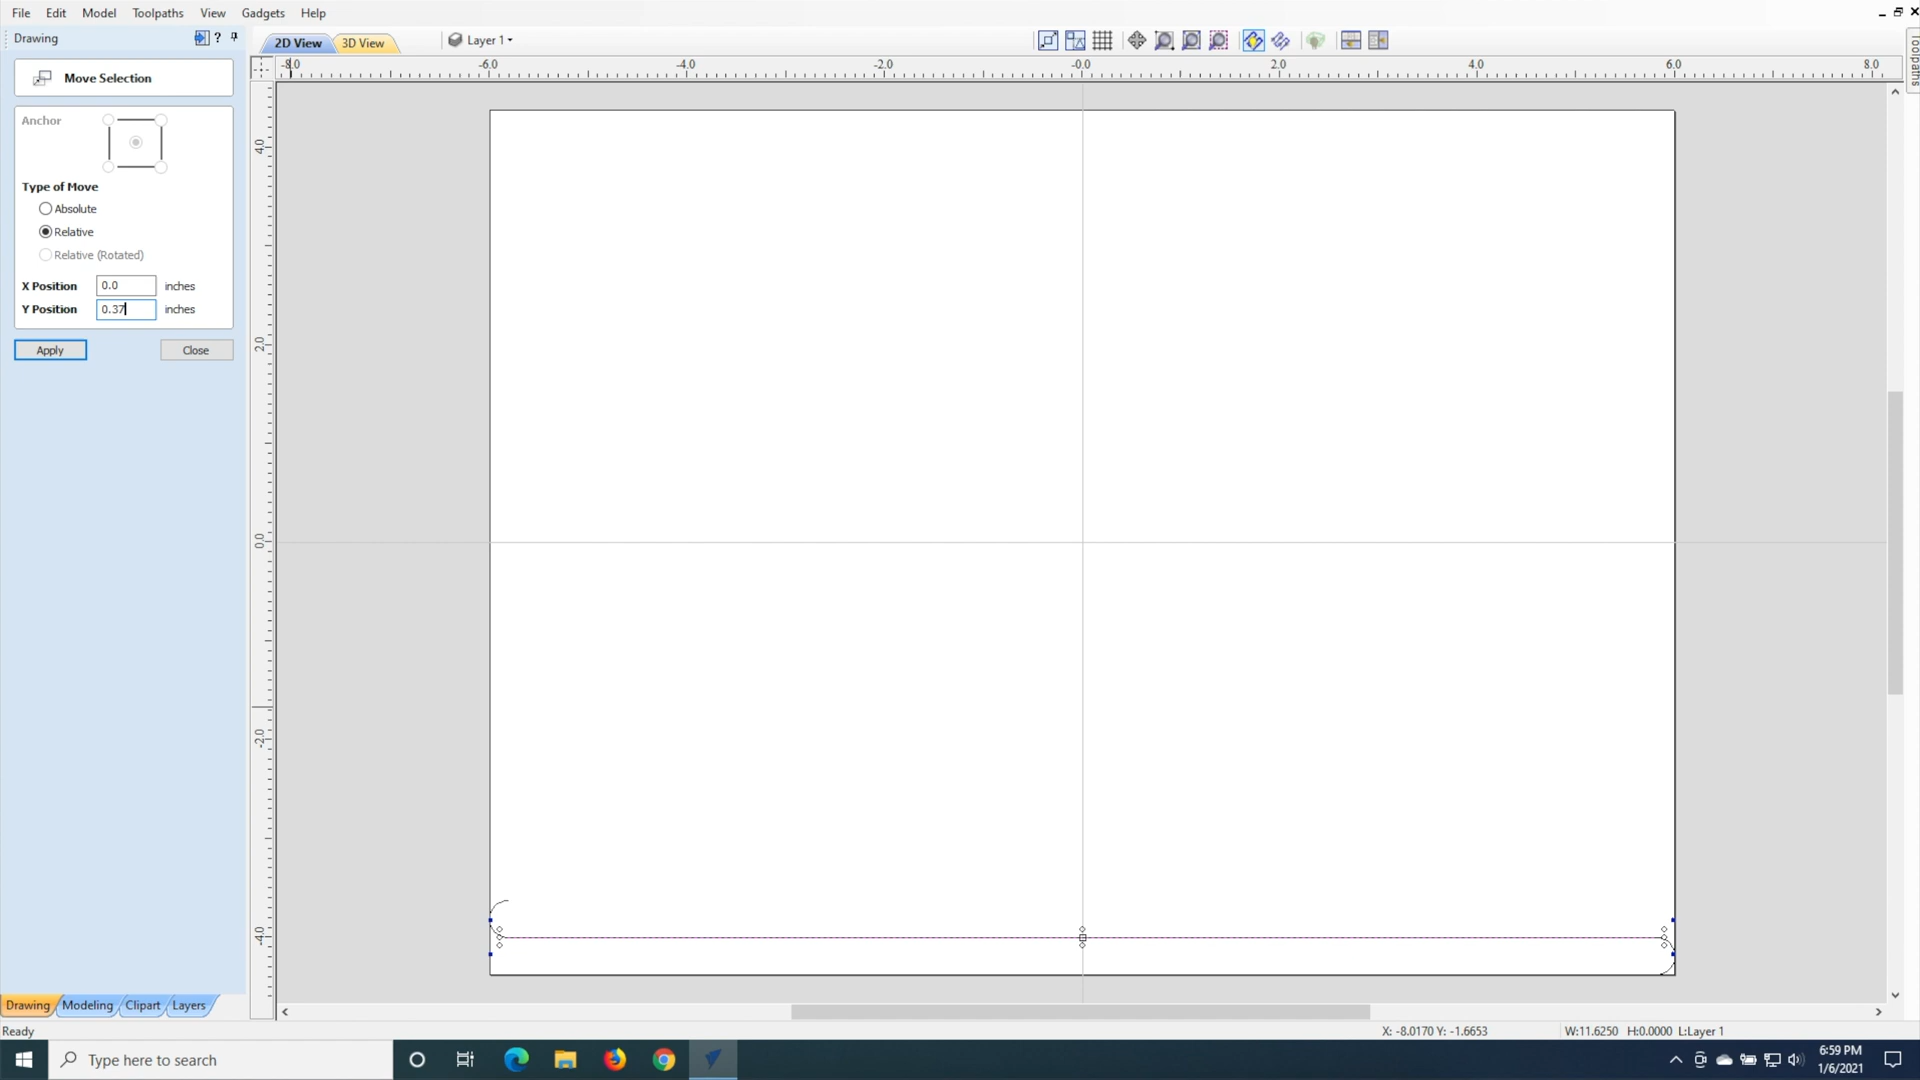 File Edit Model Toolpaths View Gadgets Help
Drawing ?
2D View 3D View Layer 1
Toolpaths
Move Selection
-8.0 -6.0 -4.0 -2.0 -0.0 2.0 4.0 6.0 8.0
Anchor
Type of Move
Absolute
Relative
Relative (Rotated)
X Position 0.0 inches
Y Position 0.37 inches
Apply Close
4.0
2.0
0.0
-2.0
-4.0
Drawing Modeling Clipart Layers
Ready
X: -8.0170 Y: -1.6653 W:11.6250 H:0.0000 L:Layer 1
Type here to search
6:59 PM
1/6/2021